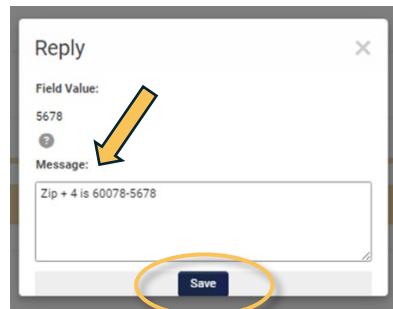 Reply
Field Value:
5678
Message:
Zip + 4 is 60078-5678
Save